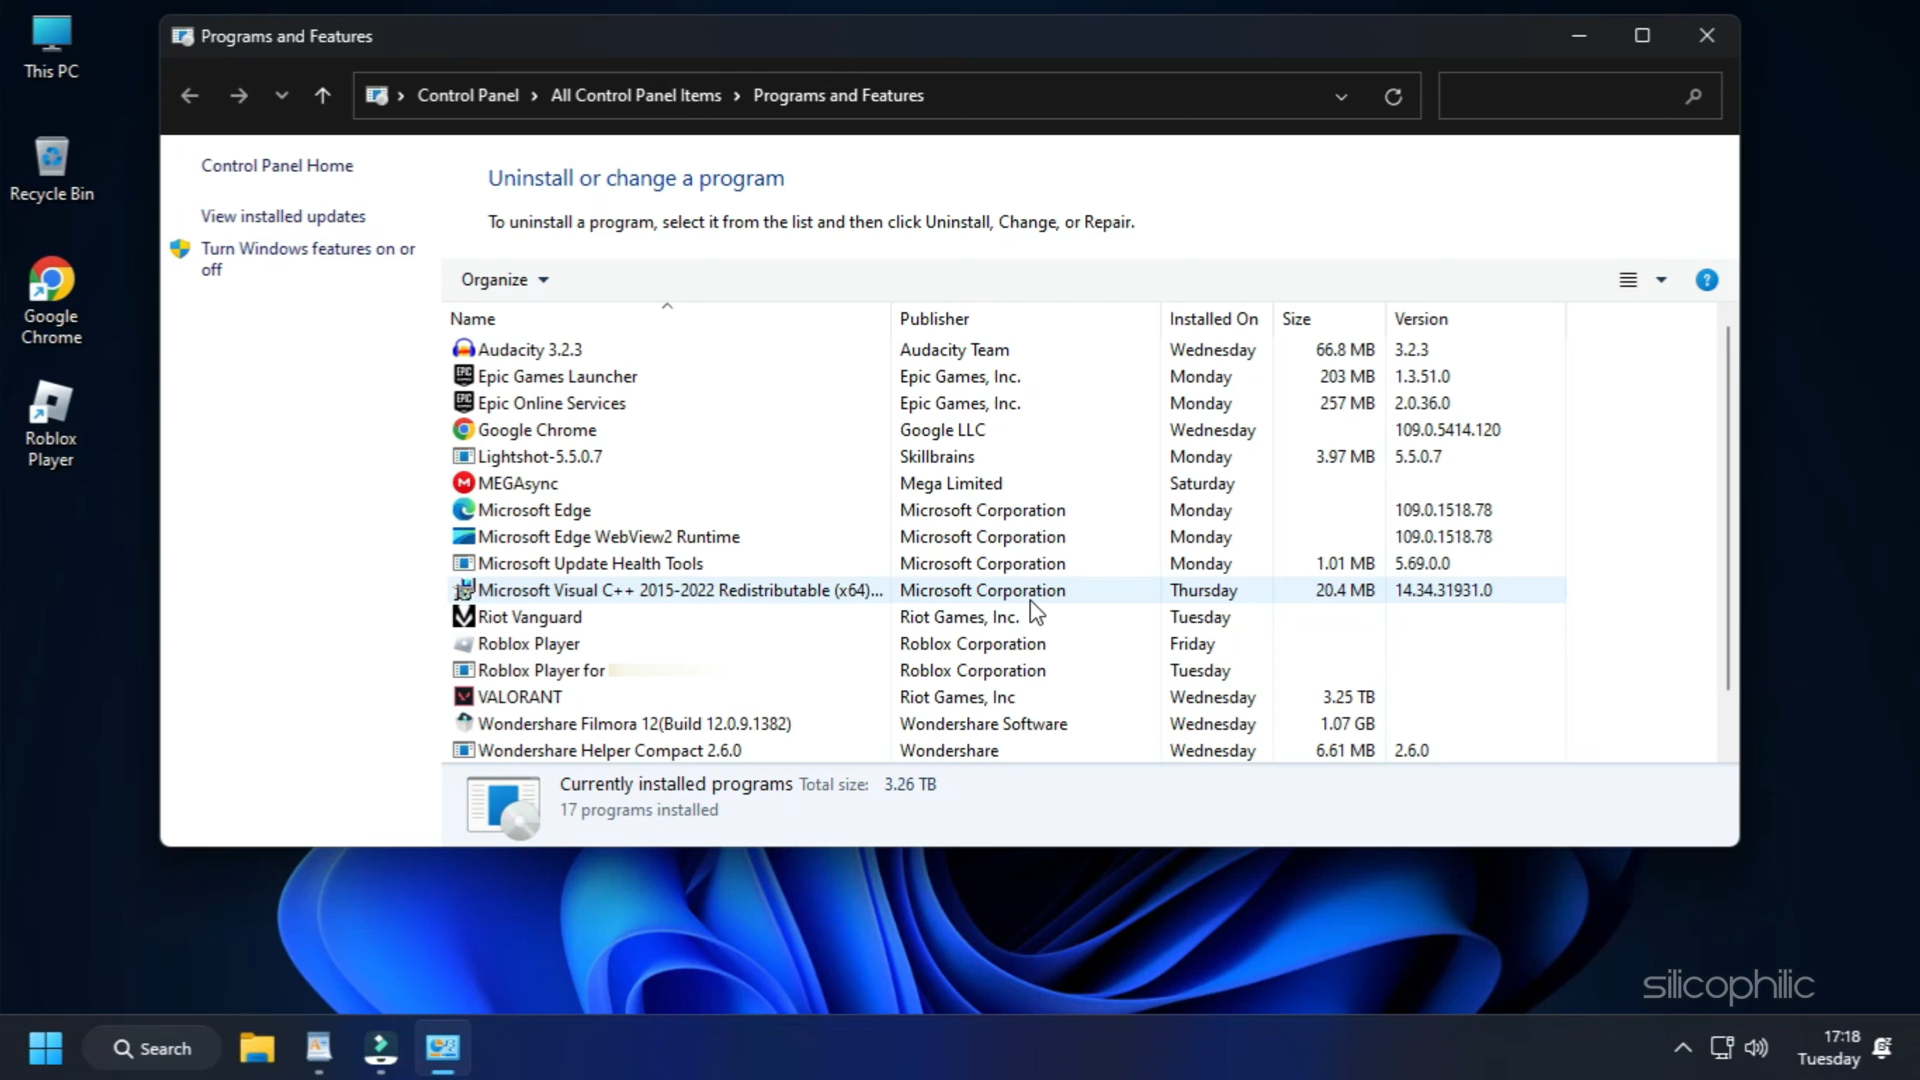 This PC
Recycle Bin
Google
Chrome
Roblox
Player
Programs and Features
Control Panel > All Control Panel Items > Programs and Features
Control Panel Home
View installed updates
Turn Windows features on or
off
Uninstall or change a program
To uninstall a program, select it from the list and then click Uninstall, Change, or Repair.
Organize
Name Publisher Installed On Size Version
Audacity 3.2.3 Audacity Team Wednesday 66.8 MB 3.2.3
EPIC Epic Games Launcher Epic Games, Inc. Monday 203 MB 1.3.51.0
EPIC Epic Online Services Epic Games, Inc. Monday 257 MB 2.0.36.0
Google Chrome Google LLC Wednesday 109.0.5414.120
Lightshot-5.5.0.7 Skillbrains Monday 3.97 MB 5.5.0.7
MEGAsync Mega Limited Saturday
Microsoft Edge Microsoft Corporation Monday 109.0.1518.78
Microsoft Edge WebView2 Runtime Microsoft Corporation Monday 109.0.1518.78
Microsoft Update Health Tools Microsoft Corporation Monday 1.01 MB 5.69.0.0
Microsoft Visual C++ 2015-2022 Redistributable (x64)... Microsoft Corporation Thursday 20.4 MB 14.34.31931.0
Riot Vanguard Riot Games, Inc. Tuesday
Roblox Player Roblox Corporation Friday
Roblox Player for Roblox Corporation Tuesday
VALORANT Riot Games, Inc Wednesday 3.25 TB
Wondershare Filmora 12(Build 12.0.9.1382) Wondershare Software Wednesday 1.07 GB
Wondershare Helper Compact 2.6.0 Wondershare Wednesday 6.61 MB 2.6.0
Currently installed programs Total size: 3.26 TB
17 programs installed
silicophilic
Search
17:18
Tuesday